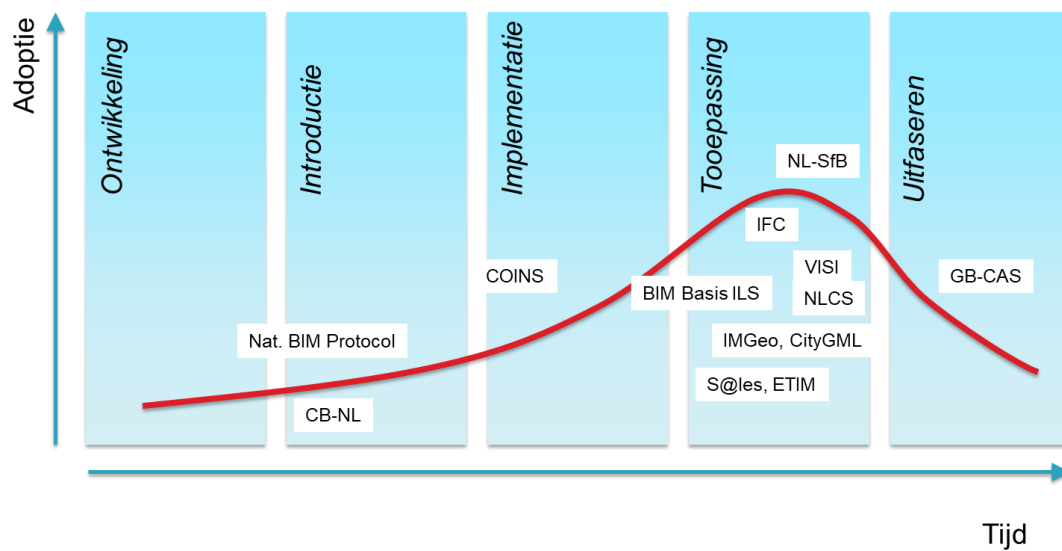 Adoptie
Ontwikkeling
Introductie
Implementatie
Tooepassing
Uitfaseren
NL-SfB
IFC
VISI
COINS
GB-CAS
BIM Basis ILS
NLCS
Nat. BIM Protocol
IMGeo, CityGML
S@les, ETIM
CB-NL
Tijd